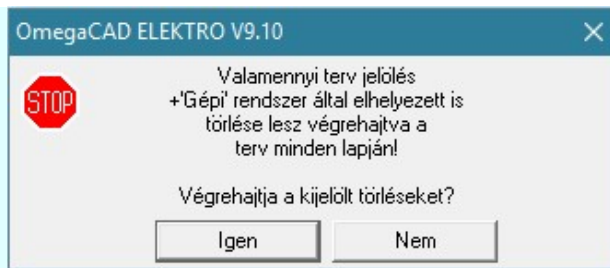 OmegaCAD ELEKTRO V9.10
STOP
Valamennyi terv jelölés
+'Gépi' rendszer által elhelyezett is
törlése lesz végrehajtva a
terv minden lapján!
Végrehajtja a kijelölt törléseket?
Igen
Nem